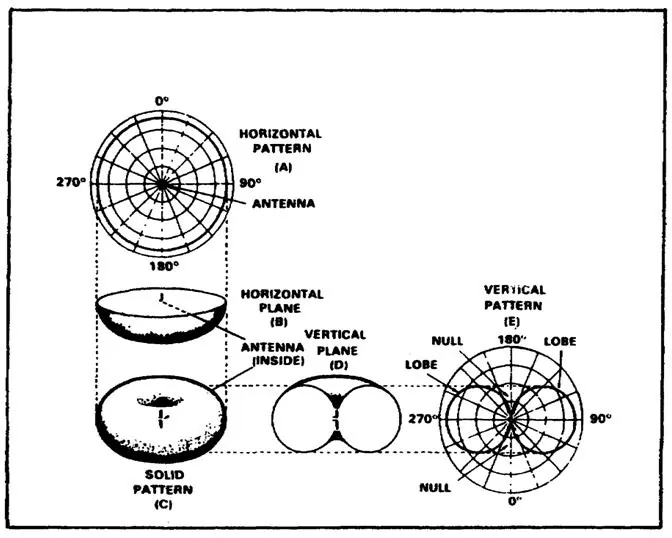 0°
HORIZONTAL
PATTERN
(A)
270°
90°
ANTENNA
180°
HORIZONTAL
PLANE
(B)
ANTENNA
(INSIDE)
VERTICAL
PLANE
(D)
VERTICAL
PATTERN
(E)
NULL
180°
LOBE
LOBE
270°
90°
NULL
0°
SOLID
PATTERN
(C)